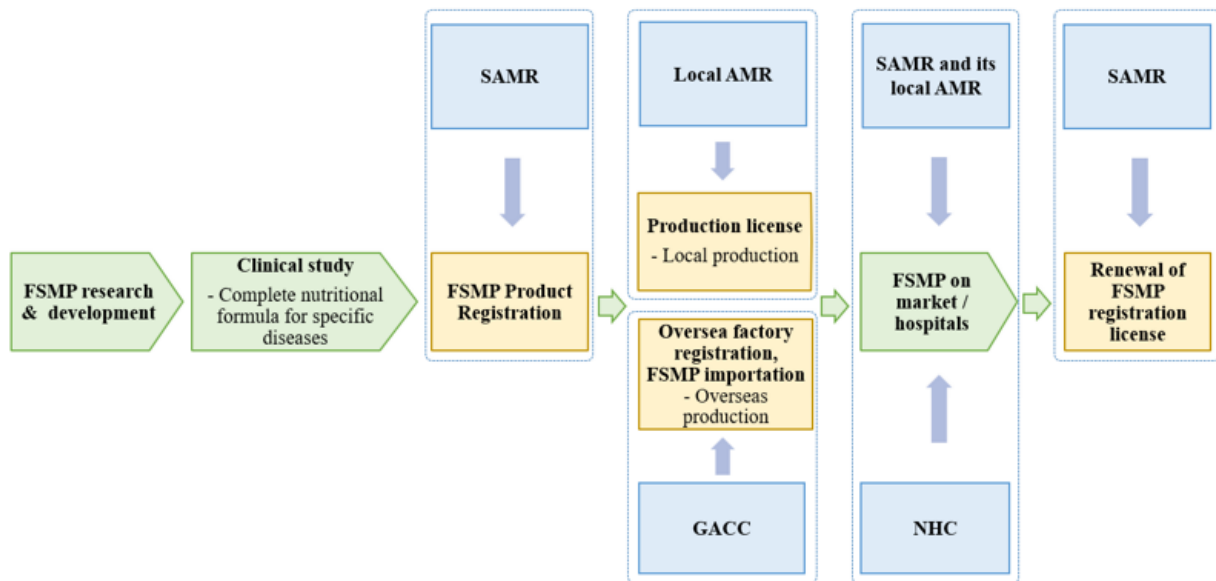 SAMR
Local AMR
SAMR and its
local AMR
SAMR
Production license
- Local production
FSMP research
& development
Clinical study
- Complete nutritional
formula for specific
diseases
FSMP Product
Registration
FSMP on
market /
hospitals
Renewal of
FSMP
registration
license
Oversea factory
registration,
FSMP importation
- Overseas
production
GACC
NHC